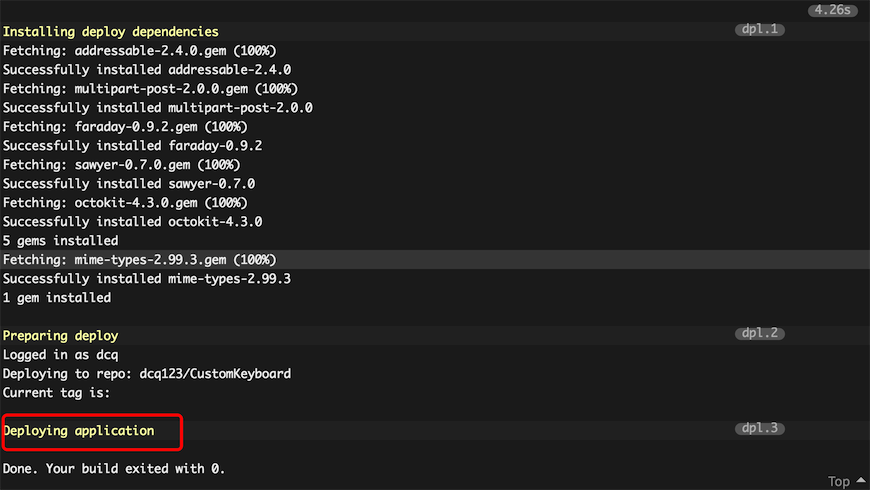 4.26s
Installing deploy dependencies dpl.1
Fetching: addressable-2.4.0.gem (100%)
Successfully installed addressable-2.4.0
Fetching: multipart-post-2.0.0.gem (100%)
Successfully installed multipart-post-2.0.0
Fetching: faraday-0.9.2.gem (100%)
Successfully installed faraday-0.9.2
Fetching: sawyer-0.7.0.gem (100%)
Successfully installed sawyer-0.7.0
Fetching: octokit-4.3.0.gem (100%)
Successfully installed octokit-4.3.0
5 gems installed
Fetching: mime-types-2.99.3.gem (100%)
Successfully installed mime-types-2.99.3
1 gem installed
Preparing deploy dpl.2
Logged in as dcq
Deploying to repo: dcq123/CustomKeyboard
Current tag is:
Deploying application dpl.3
Done. Your build exited with 0.
Top